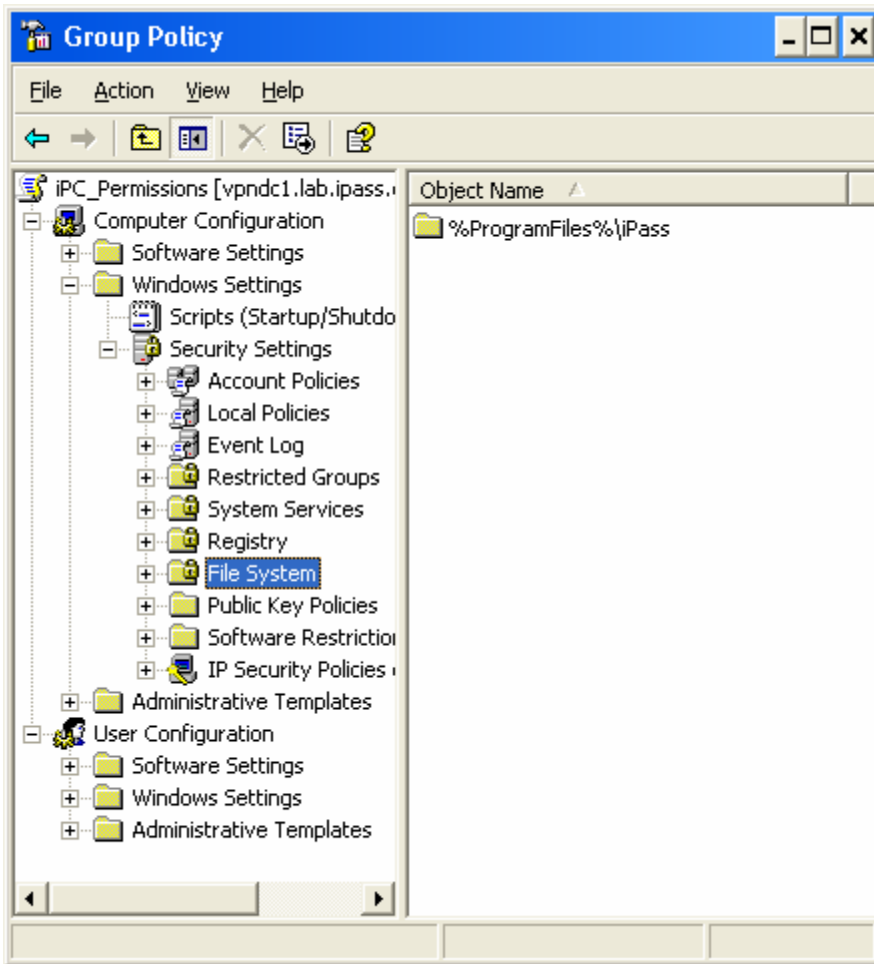 Group Policy
File Action View Help
iPC_Permissions [vpndc1.lab.ipass.
Computer Configuration
Software Settings
Windows Settings
Scripts (Startup/Shutdo
Security Settings
Account Policies
Local Policies
Event Log
Restricted Groups
System Services
Registry
File System
Public Key Policies
Software Restriction
IP Security Policies
Administrative Templates
User Configuration
Software Settings
Windows Settings
Administrative Templates
Object Name
%ProgramFiles%\iPass